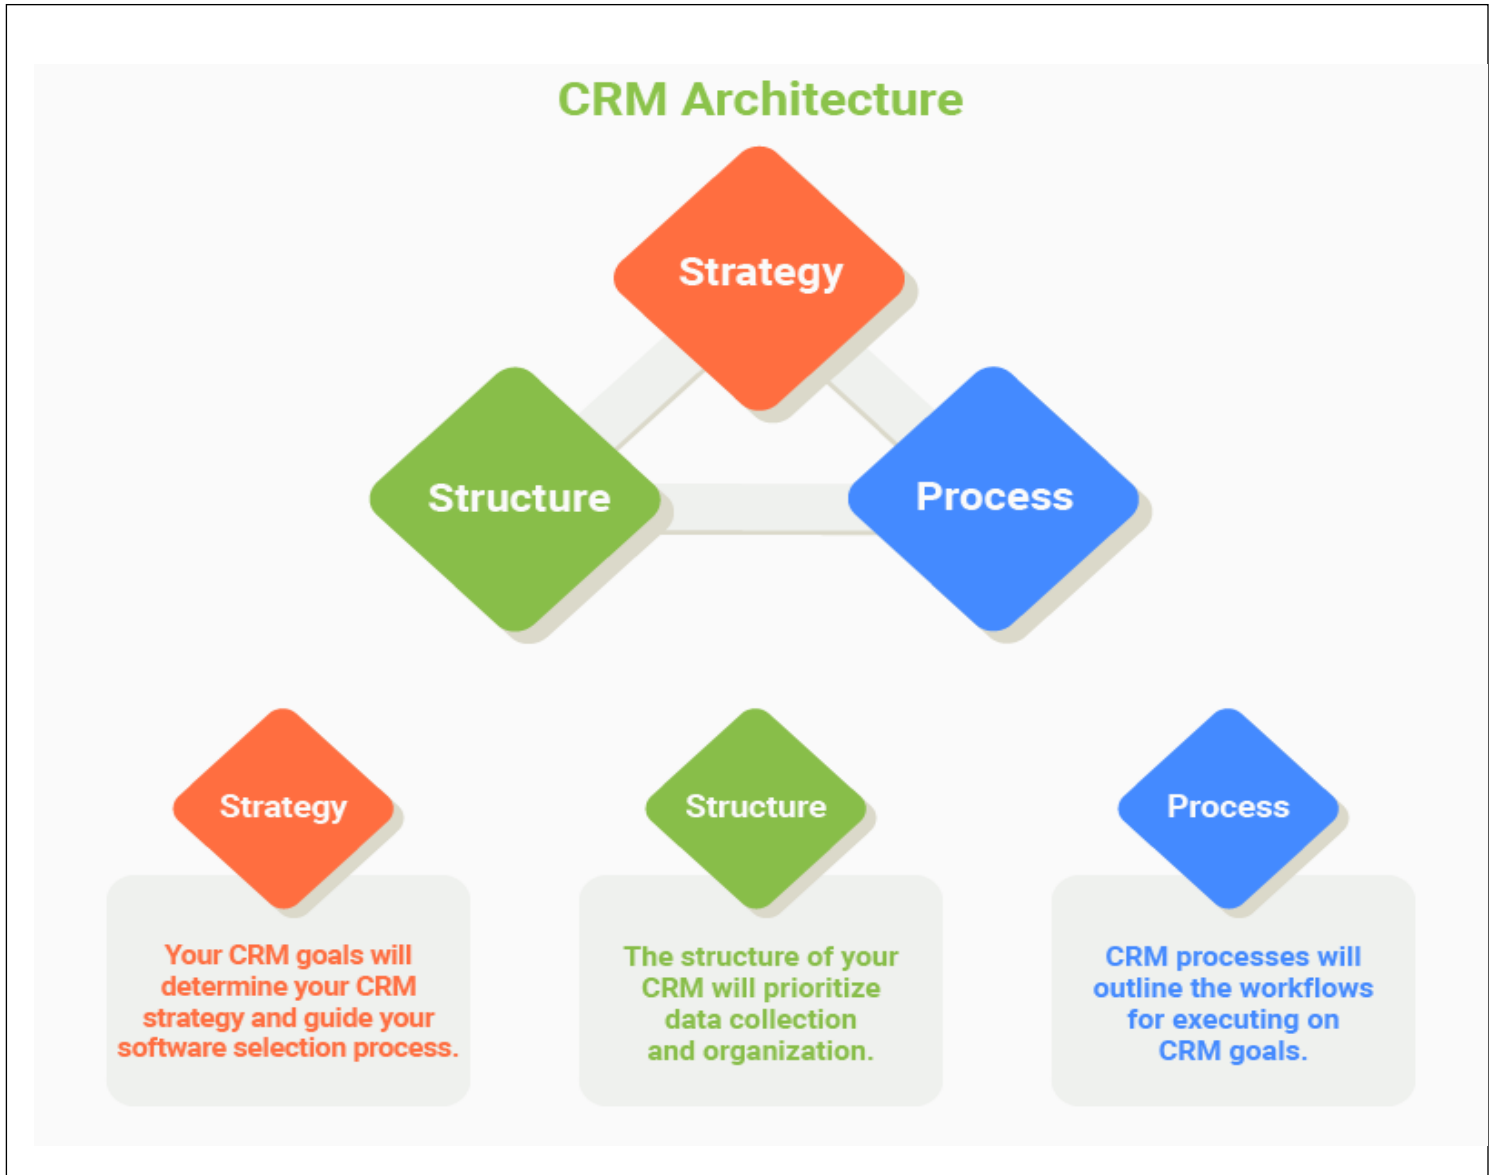 CRM Architecture
Strategy
Structure
Process
Strategy
Your CRM goals will
determine your CRM
strategy and guide your
software selection process.
Structure
The structure of your
CRM will prioritize
data collection
and organization.
Process
CRM processes will
outline the workflows
for executing on
CRM goals.